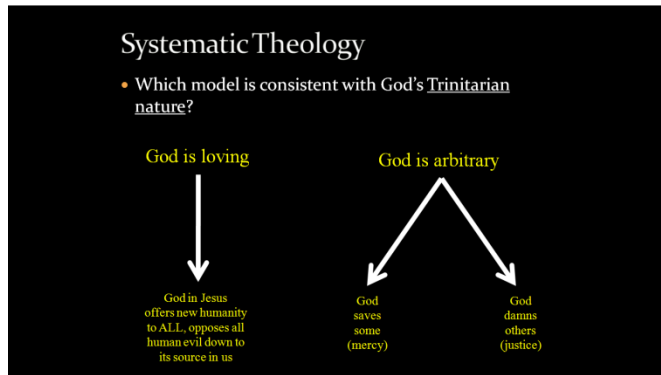 Systematic Theology
• Which model is consistent with God's Trinitarian
nature?
God is loving
God is arbitrary
God in Jesus
offers new humanity
to ALL, opposes all
human evil down to
its source in us
God
saves
some
(mercy)
God
damns
others
(justice)